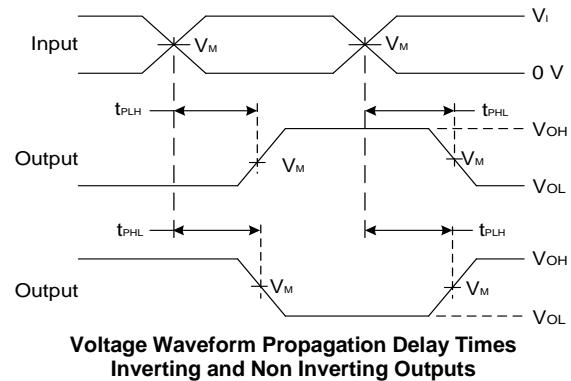 VI
Input
VM
VM
0 V
tPLH
tPHL
VOH
Output
VM
VM
VOL
tPHL
tPLH
VOH
Output
VM
VM
VOL
Voltage Waveform Propagation Delay Times
Inverting and Non Inverting Outputs